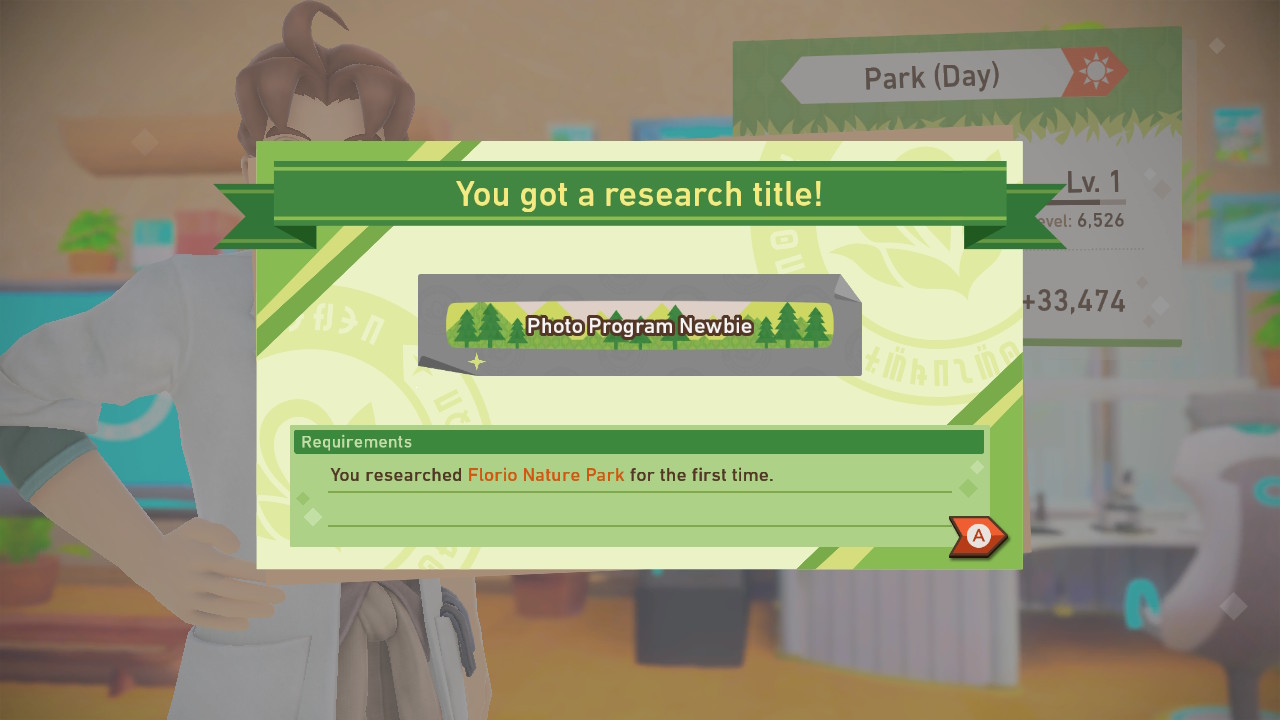 Park (Day)
You got a research title!
Lv. 1
6,526
Photo Program Newbie
+33,474
Requirements
You researched Florio Nature Park for the first time.
A